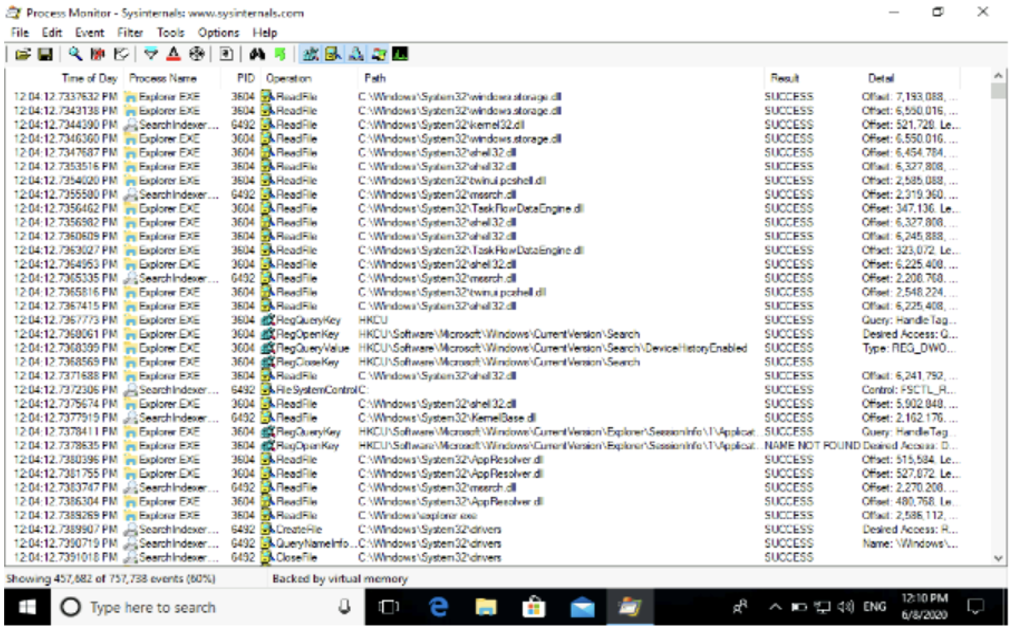 Process Monitor - Sysinternals: www.sysinternals.com
File Edit Event Filter Tools Options Help
Time of Day Process Name PID Operation Path Result Detail
12:04:12.7337632 PM Explorer.EXE 3604 ReadFile C:\Windows\System32\windows.storage.dll SUCCESS Offset: 7,193,088, ...
12:04:12.7343138 PM Explorer.EXE 3604 ReadFile C:\Windows\System32\windows.storage.dll SUCCESS Offset: 6,550,016, ...
12:04:12.7344390 PM SearchIndexer... 6492 ReadFile C:\Windows\System32\kernel32.dll SUCCESS Offset: 521,728, Le...
12:04:12.7346360 PM Explorer.EXE 3604 ReadFile C:\Windows\System32\windows.storage.dll SUCCESS Offset: 6,550,016, ...
12:04:12.7347687 PM Explorer.EXE 3604 ReadFile C:\Windows\System32\shell32.dll SUCCESS Offset: 6,454,784, ...
12:04:12.7353516 PM Explorer.EXE 3604 ReadFile C:\Windows\System32\shell32.dll SUCCESS Offset: 6,327,808, ...
12:04:12.7354020 PM Explorer.EXE 3604 ReadFile C:\Windows\System32\twinui.pcshell.dll SUCCESS Offset: 2,585,088, ...
12:04:12.7355580 PM SearchIndexer... 6492 ReadFile C:\Windows\System32\mssrch.dll SUCCESS Offset: 2,319,360, ...
12:04:12.7356462 PM Explorer.EXE 3604 ReadFile C:\Windows\System32\TaskFlowDataEngine.dll SUCCESS Offset: 347,136, Le...
12:04:12.7356982 PM Explorer.EXE 3604 ReadFile C:\Windows\System32\shell32.dll SUCCESS Offset: 6,327,808, ...
12:04:12.7360609 PM Explorer.EXE 3604 ReadFile C:\Windows\System32\shell32.dll SUCCESS Offset: 6,245,888, ...
12:04:12.7363027 PM Explorer.EXE 3604 ReadFile C:\Windows\System32\TaskFlowDataEngine.dll SUCCESS Offset: 323,072, Le...
12:04:12.7364953 PM Explorer.EXE 3604 ReadFile C:\Windows\System32\shell32.dll SUCCESS Offset: 6,225,408, ...
12:04:12.7365335 PM SearchIndexer... 6492 ReadFile C:\Windows\System32\mssrch.dll SUCCESS Offset: 2,208,768, ...
12:04:12.7365816 PM Explorer.EXE 3604 ReadFile C:\Windows\System32\twinui.pcshell.dll SUCCESS Offset: 2,548,224, ...
12:04:12.7367415 PM Explorer.EXE 3604 ReadFile C:\Windows\System32\shell32.dll SUCCESS Offset: 6,225,408, ...
12:04:12.7367773 PM Explorer.EXE 3604 RegQueryKey HKCU SUCCESS Query: HandleTag...
12:04:12.7368061 PM Explorer.EXE 3604 RegOpenKey HKCU\Software\Microsoft\Windows\CurrentVersion\Search SUCCESS Desired Access: Q...
12:04:12.7368399 PM Explorer.EXE 3604 RegQueryValue HKCU\Software\Microsoft\Windows\CurrentVersion\Search\DeviceHistoryEnabled SUCCESS Type: REG_DWO...
12:04:12.7368569 PM Explorer.EXE 3604 RegCloseKey HKCU\Software\Microsoft\Windows\CurrentVersion\Search SUCCESS
12:04:12.7371688 PM Explorer.EXE 3604 ReadFile C:\Windows\System32\shell32.dll SUCCESS Offset: 6,241,792, ...
12:04:12.7372306 PM SearchIndexer... 6492 FileSystemControl C: SUCCESS Control: FSCTL_R...
12:04:12.7375674 PM Explorer.EXE 3604 ReadFile C:\Windows\System32\shell32.dll SUCCESS Offset: 5,902,848, ...
12:04:12.7377919 PM SearchIndexer... 6492 ReadFile C:\Windows\System32\KernelBase.dll SUCCESS Offset: 2,162,176, ...
12:04:12.7378411 PM Explorer.EXE 3604 RegQueryKey HKCU\Software\Microsoft\Windows\CurrentVersion\Explorer\SessionInfo\1\Applicat... SUCCESS Query: HandleTag...
12:04:12.7378635 PM Explorer.EXE 3604 RegOpenKey HKCU\Software\Microsoft\Windows\CurrentVersion\Explorer\SessionInfo\1\Applicat... NAME NOT FOUND Desired Access: D...
12:04:12.7380396 PM Explorer.EXE 3604 ReadFile C:\Windows\System32\AppResolver.dll SUCCESS Offset: 515,584, Le...
12:04:12.7381755 PM Explorer.EXE 3604 ReadFile C:\Windows\System32\AppResolver.dll SUCCESS Offset: 527,872, Le...
12:04:12.7383747 PM SearchIndexer... 6492 ReadFile C:\Windows\System32\mssrch.dll SUCCESS Offset: 2,270,208, ...
12:04:12.7386304 PM Explorer.EXE 3604 ReadFile C:\Windows\System32\AppResolver.dll SUCCESS Offset: 480,768, Le...
12:04:12.7389269 PM Explorer.EXE 3604 ReadFile C:\Windows\explorer.exe SUCCESS Offset: 2,586,112, ...
12:04:12.7389907 PM SearchIndexer... 6492 CreateFile C:\Windows\System32\drivers SUCCESS Desired Access: R...
12:04:12.7390719 PM SearchIndexer... 6492 QueryNameInfo... C:\Windows\System32\drivers SUCCESS Name: \Windows\...
12:04:12.7391018 PM SearchIndexer... 6492 CloseFile C:\Windows\System32\drivers SUCCESS
Showing 457,682 of 757,738 events (60%) Backed by virtual memory
Type here to search ENG 12:10 PM
6/8/2020